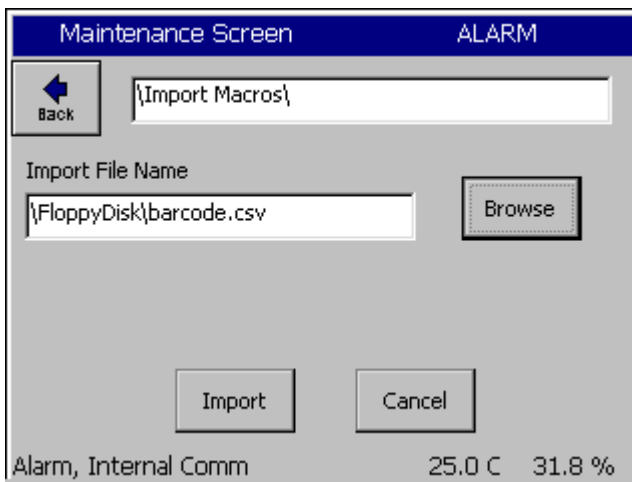 Maintenance Screen ALARM
Back
\Import Macros\
Import File Name
\FloppyDisk\barcode.csv
Browse
Import Cancel
Alarm, Internal Comm 25.0 C 31.8 %